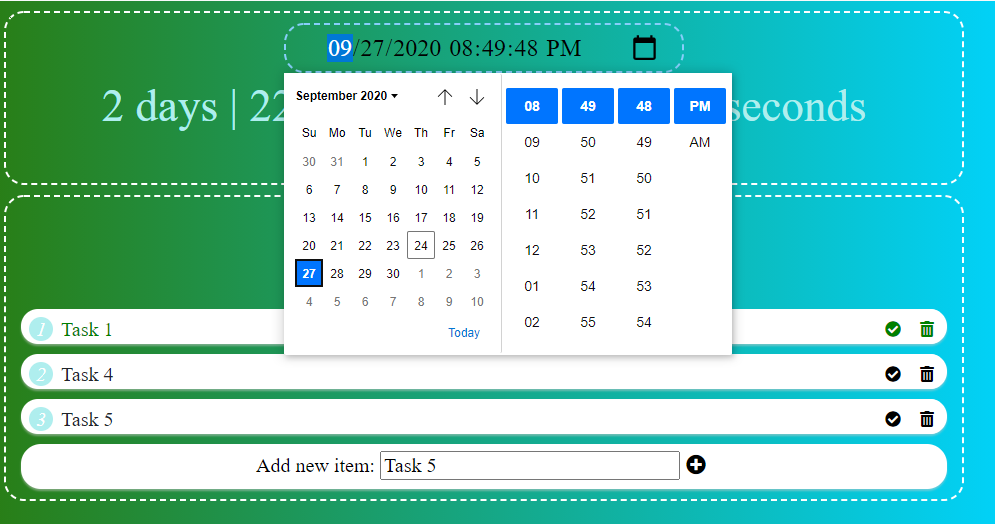 09/27/2020 08:49:48 PM
2 days | 22 seconds
September 2020
Su Mo Tu We Th Fr Sa
30 31 1 2 3 4 5
6 7 8 9 10 11 12
13 14 15 16 17 18 19
20 21 22 23 24 25 26
27 28 29 30 1 2 3
4 5 6 7 8 9 10
Today
08 49 48 PM
09 50 49 AM
10 51 50
11 52 51
12 53 52
01 54 53
02 55 54
1 Task 1
2 Task 4
3 Task 5
Add new item: Task 5